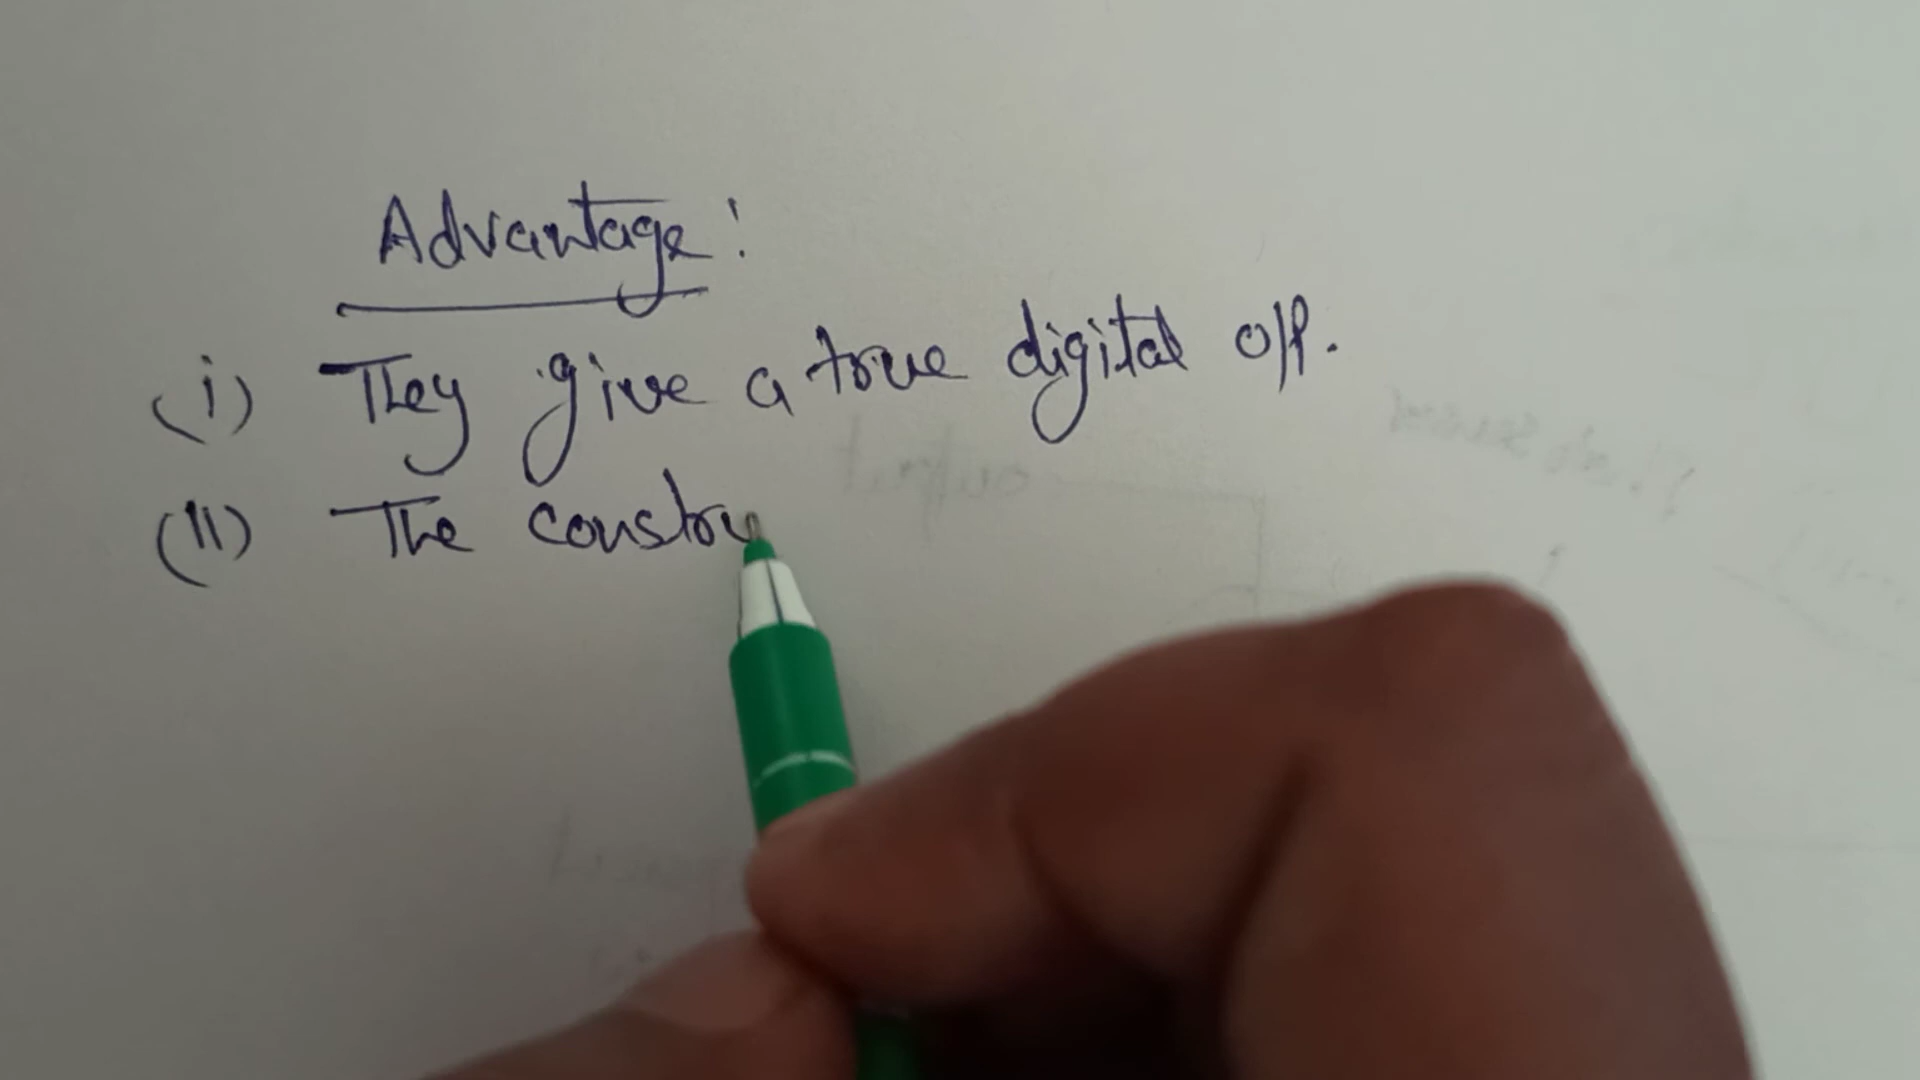 Advantage:
(i) They give a true digital o/p.
(II) The constru